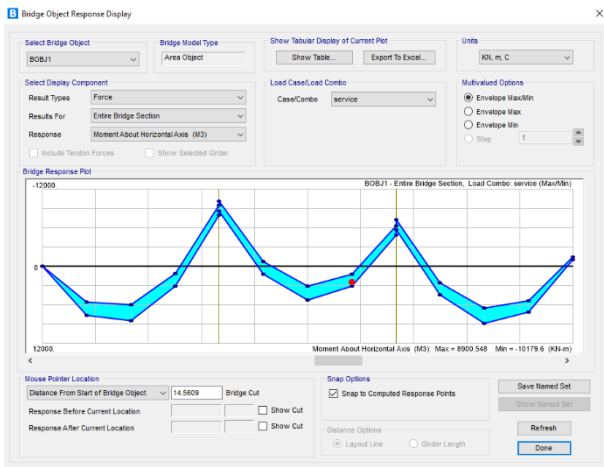 B Bridge Object Response Display
Select Bridge Object
BOBJ1
Bridge Model Type
Area Object
Show Tabular Display of Current Plot
Show Table...
Export To Excel...
Units
KN, m, C
Select Display Component
Result Types
Force
Results For
Entire Bridge Section
Response
Moment About Horizontal Axis (M3)
Include Tendon Forces
Show Selected Girder
Load Case/Load Combo
Case/Combo
service
Multivalued Options
Envelope Max/Min
Envelope Max
Envelope Min
Step
1
Bridge Response Plot
-12000.
BOBJ1 - Entire Bridge Section, Load Combo: service (Max/Min)
0
12000.
Moment About Horizontal Axis (M3): Max = 8900.548 Min = -10179.6 (KN-m)
Mouse Pointer Location
Distance From Start of Bridge Object
14.5609
Bridge Cut
Response Before Current Location
Show Cut
Response After Current Location
Show Cut
Snap Options
Snap to Computed Response Points
Distance Options
Layout Line
Girder Length
Save Named Set
Show Named Set
Refresh
Done